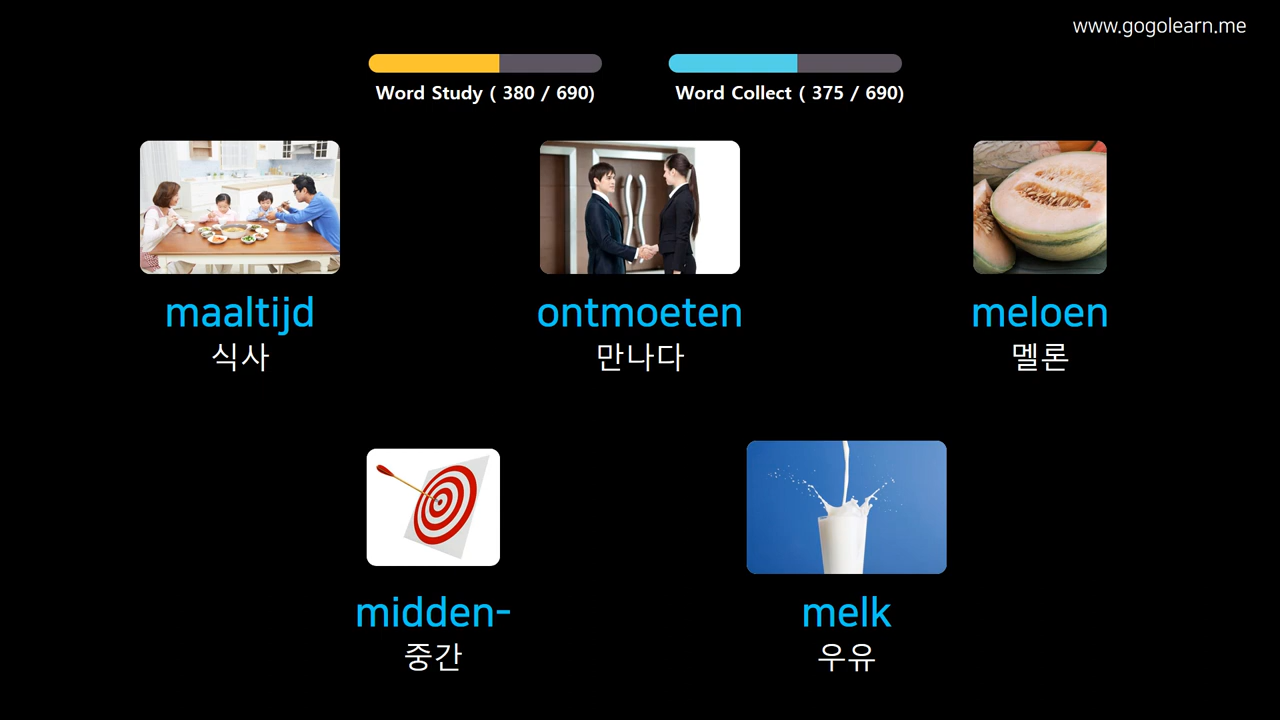 www.gogolearn.me
Word Study ( 380 / 690)
Word Collect ( 375 / 690)
maaltijd
식사
ontmoeten
만나다
meloen
멜론
midden-
중간
melk
우유